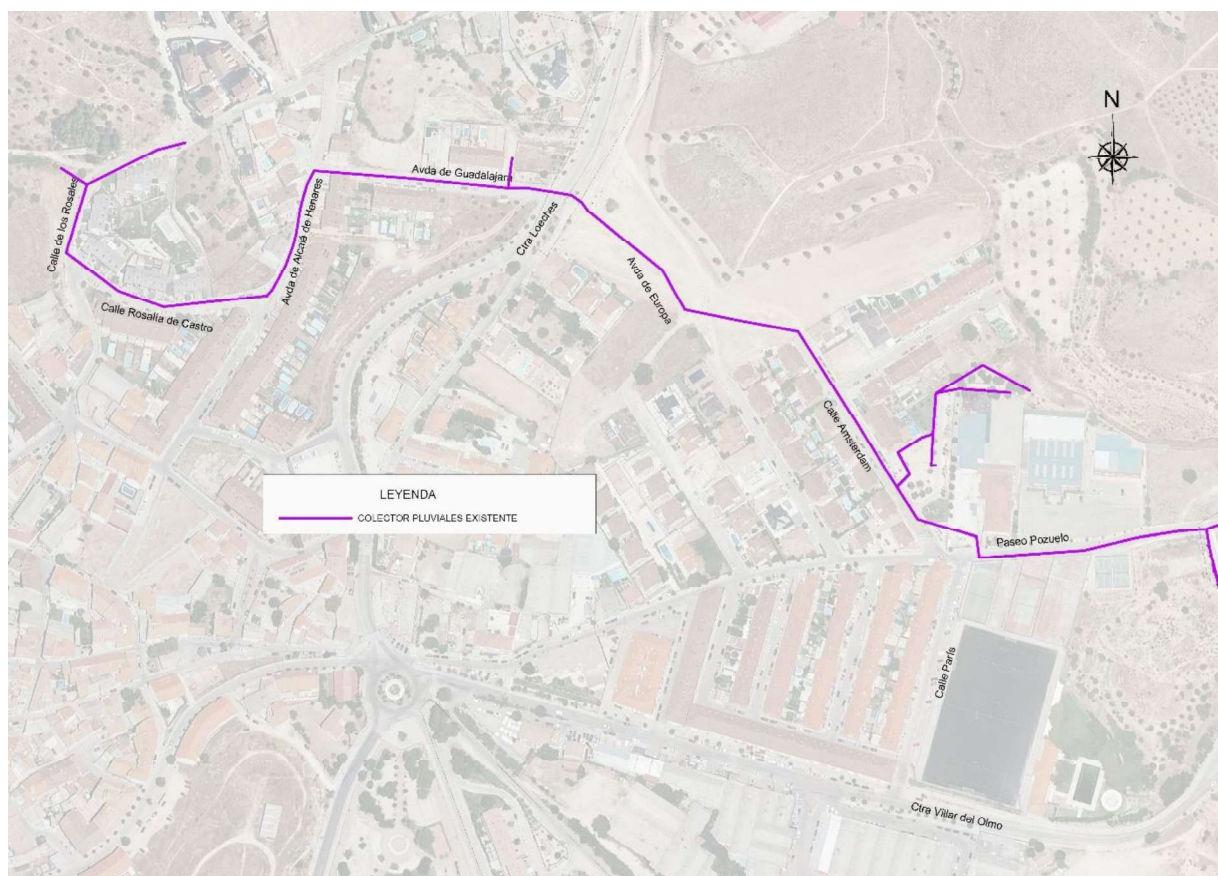 N
Avda de Guadalajara
Calle de los Rosales
Avda de Alcalá de Henares
Ctra Loeches
Calle Rosalía de Castro
Avda de Europa
Calle Amsterdam
LEYENDA
COLECTOR PLUVIALES EXISTENTE
Paseo Pozuelo
Calle París
Ctra Villar del Olmo